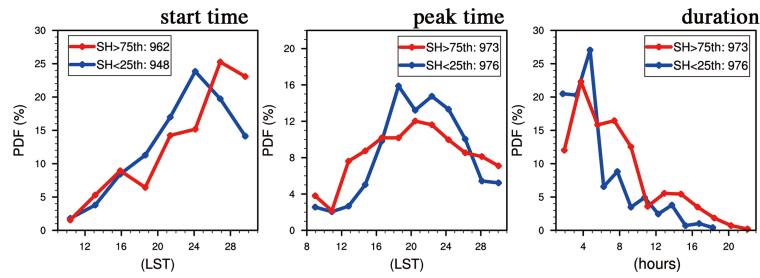 start time
PDF (%)
30
25
20
15
10
5
0
SH>75th: 962
SH<25th: 948
12 16 20 24 28
(LST)
peak time
PDF (%)
20
16
12
8
4
0
SH>75th: 973
SH<25th: 976
8 12 16 20 24 28
(LST)
duration
PDF (%)
30
25
20
15
10
5
0
SH>75th: 973
SH<25th: 976
4 8 12 16 20
(hours)